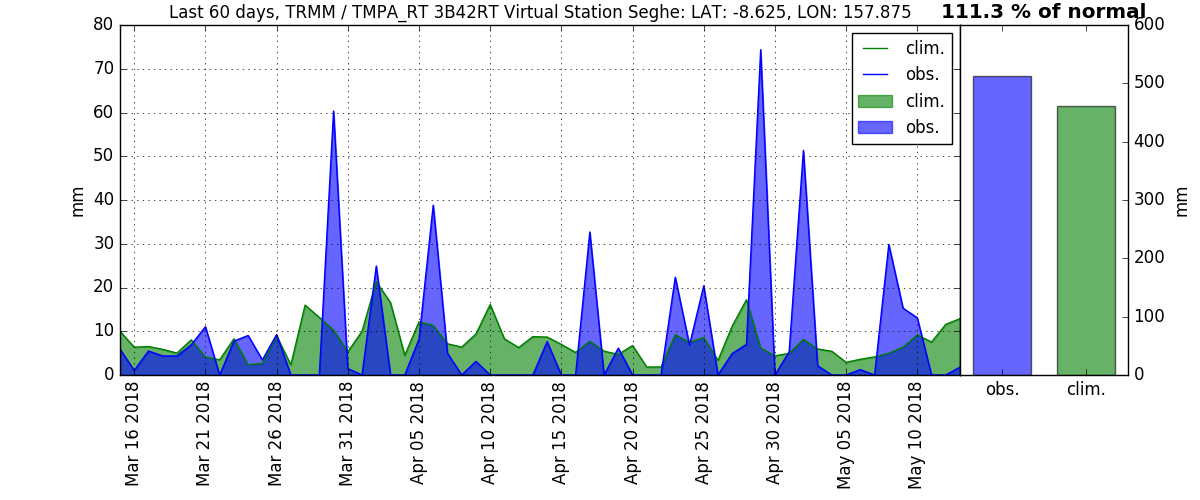 Last 60 days, TRMM / TMPA_RT 3B42RT Virtual Station Seghe: LAT: -8.625, LON: 157.875
111.3 % of normal
80
70
60
50
40
30
20
10
0
mm
clim.
obs.
clim.
obs.
600
500
400
300
200
100
0
mm
Mar 16 2018
Mar 21 2018
Mar 26 2018
Mar 31 2018
Apr 05 2018
Apr 10 2018
Apr 15 2018
Apr 20 2018
Apr 25 2018
Apr 30 2018
May 05 2018
May 10 2018
obs.
clim.